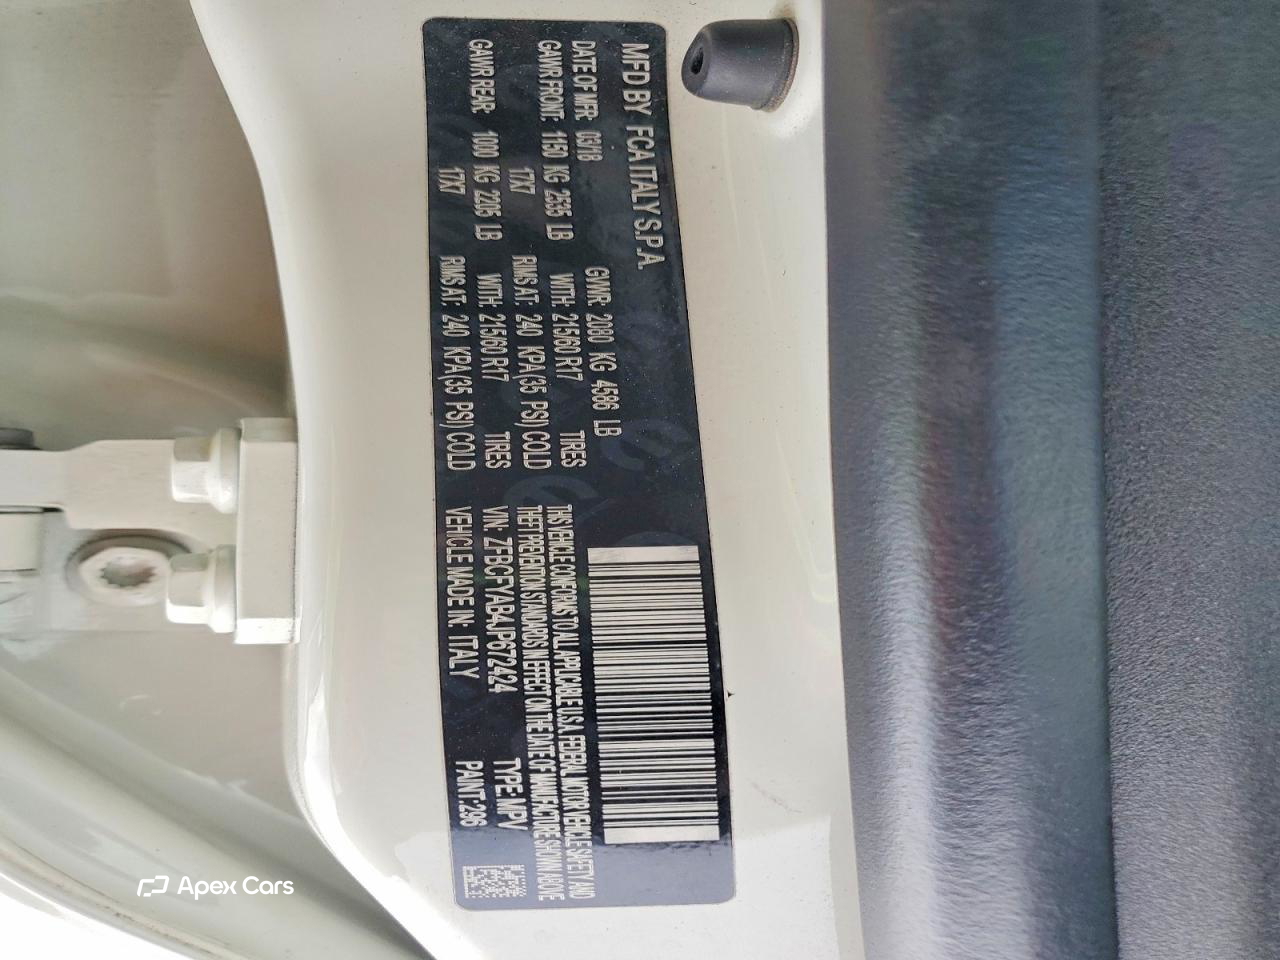 MFD BY FCA ITALY S.P.A.
DATE OF MFR: 03/18 GVWR: 2080 KG 4586 LB
GAWR FRONT: 1150 KG 2535 LB WITH: 215/60 R17 TIRES
17X7 RIMS AT: 240 KPA(35 PSI) COLD
GAWR REAR: 1000 KG 2205 LB WITH: 215/60 R17 TIRES
17X7 RIMS AT: 240 KPA(35 PSI) COLD
THIS VEHICLE CONFORMS TO ALL APPLICABLE U.S.A. FEDERAL MOTOR VEHICLE SAFETY AND
THEFT PREVENTION STANDARDS IN EFFECT ON THE DATE OF MANUFACTURE SHOWN ABOVE
VIN: ZFBCFYAB4JP672424 TYPE: MPV
VEHICLE MADE IN: ITALY PAINT: 296
Apex Cars